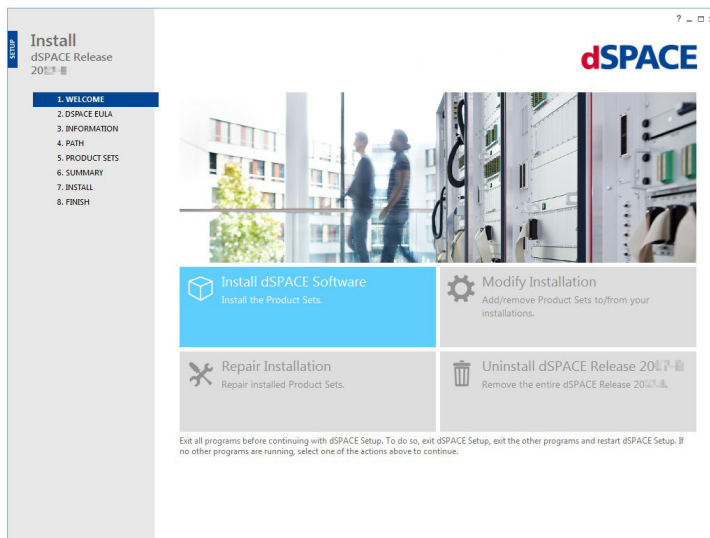 SETUP
Install
dSPACE Release
? _ □
dSPACE
1. WELCOME
2. DSPACE EULA
3. INFORMATION
4. PATH
5. PRODUCT SETS
6. SUMMARY
7. INSTALL
8. FINISH
Install dSPACE Software
Install the Product Sets.
Modify Installation
Add/remove Product Sets to/from your
installations.
Repair Installation
Repair installed Product Sets.
Uninstall dSPACE Release
Remove the entire dSPACE Release
Exit all programs before continuing with dSPACE Setup. To do so, exit dSPACE Setup, exit the other programs and restart dSPACE Setup. If
no other programs are running, select one of the actions above to continue.